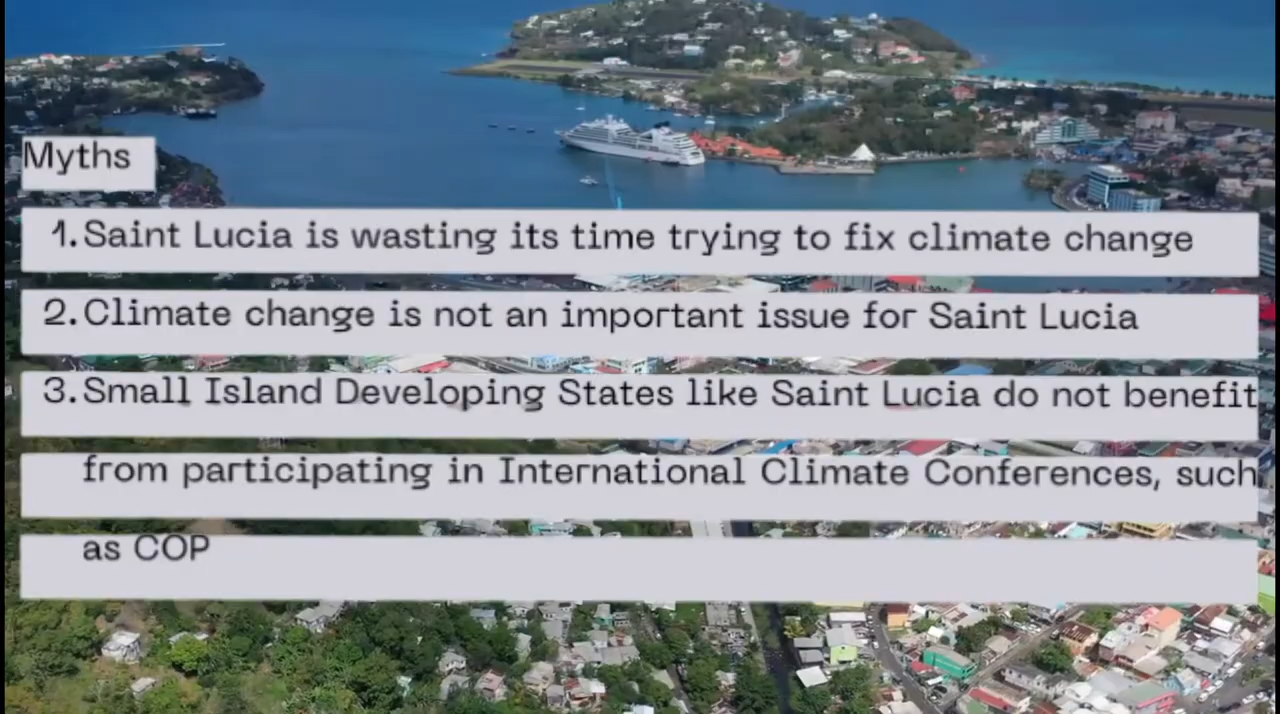 Myths
1. Saint Lucia is wasting its time trying to fix climate change
2. Climate change is not an important issue for Saint Lucia
3. Small Island Developing States like Saint Lucia do not benefit
from participating in International Climate Conferences, such
as COP